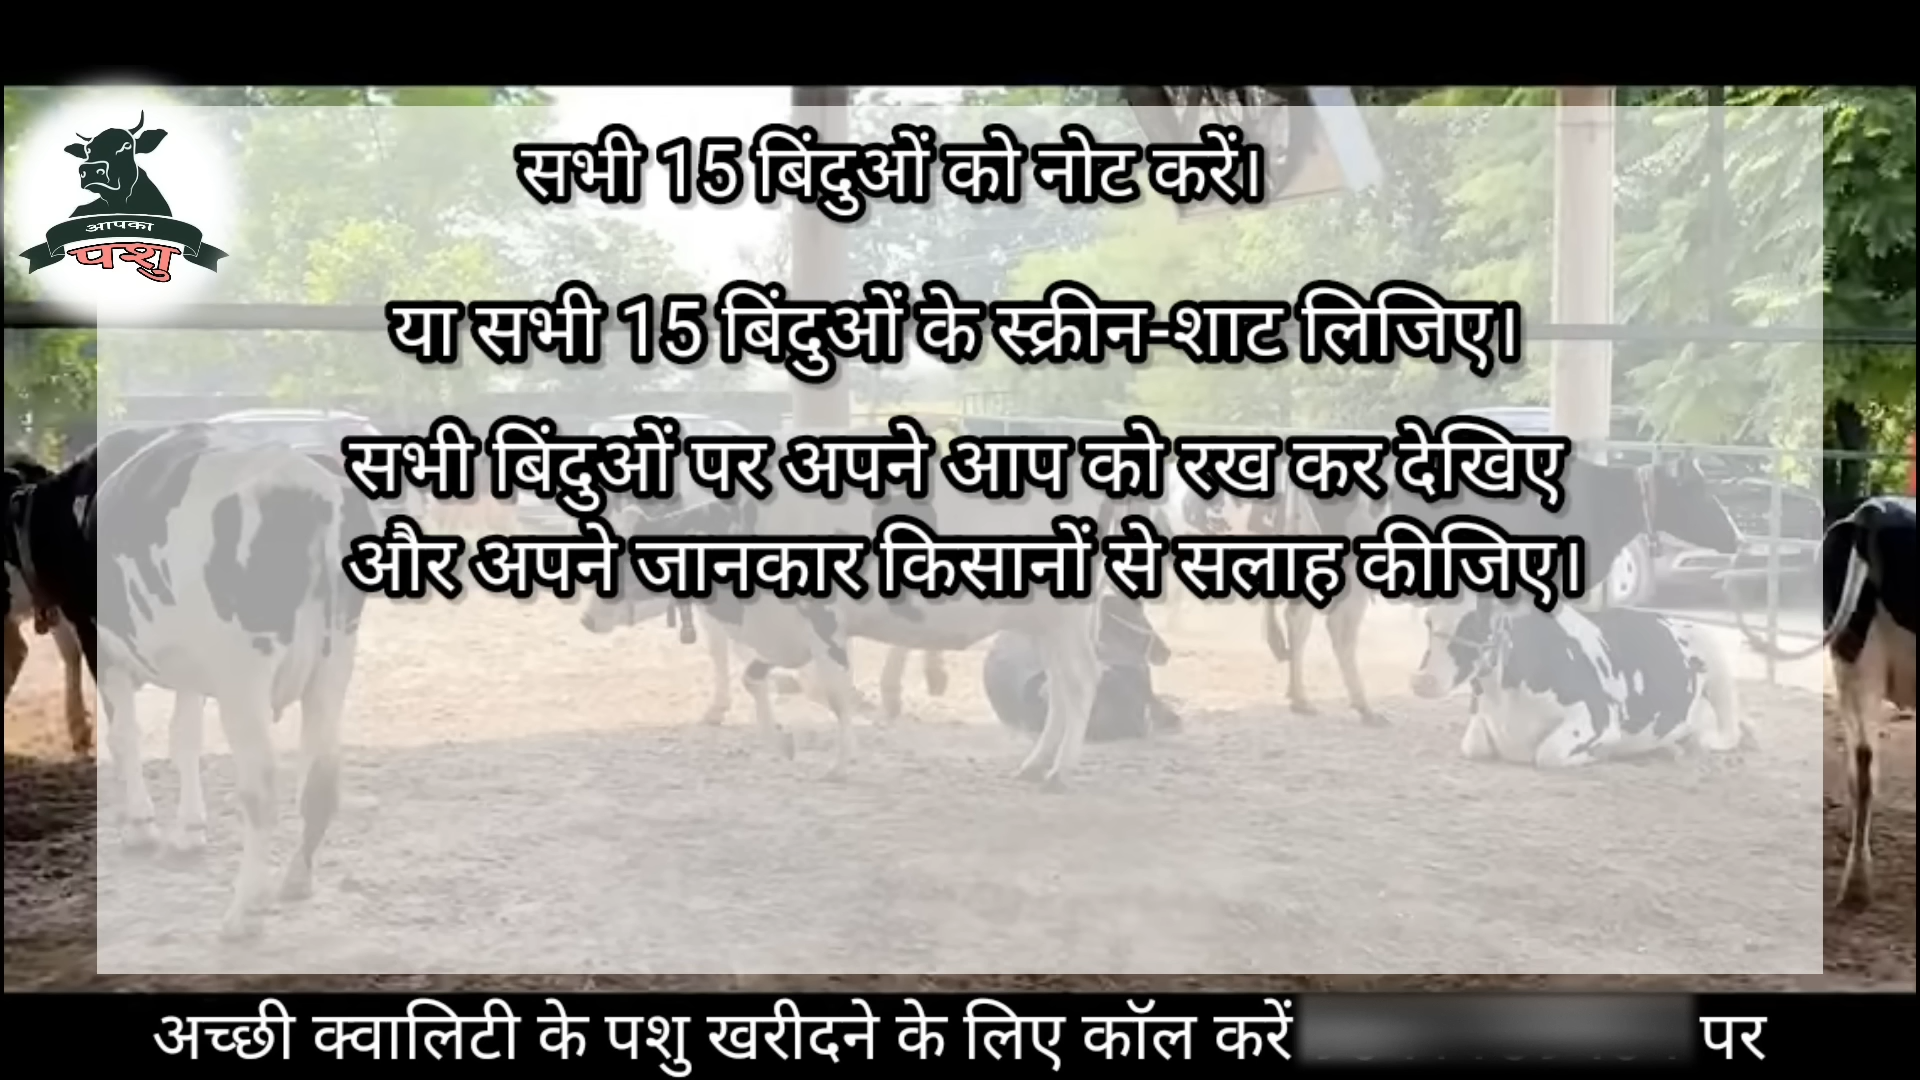 आपका
पशु
सभी 15 बिंदुओं को नोट करें।
या सभी 15 बिंदुओं के स्क्रीन-शाट लिजिए।
सभी बिंदुओं पर अपने आप को रख कर देखिए
और अपने जानकार किसानों से सलाह कीजिए।
अच्छी क्वालिटी के पशु खरीदने के लिए कॉल करें पर